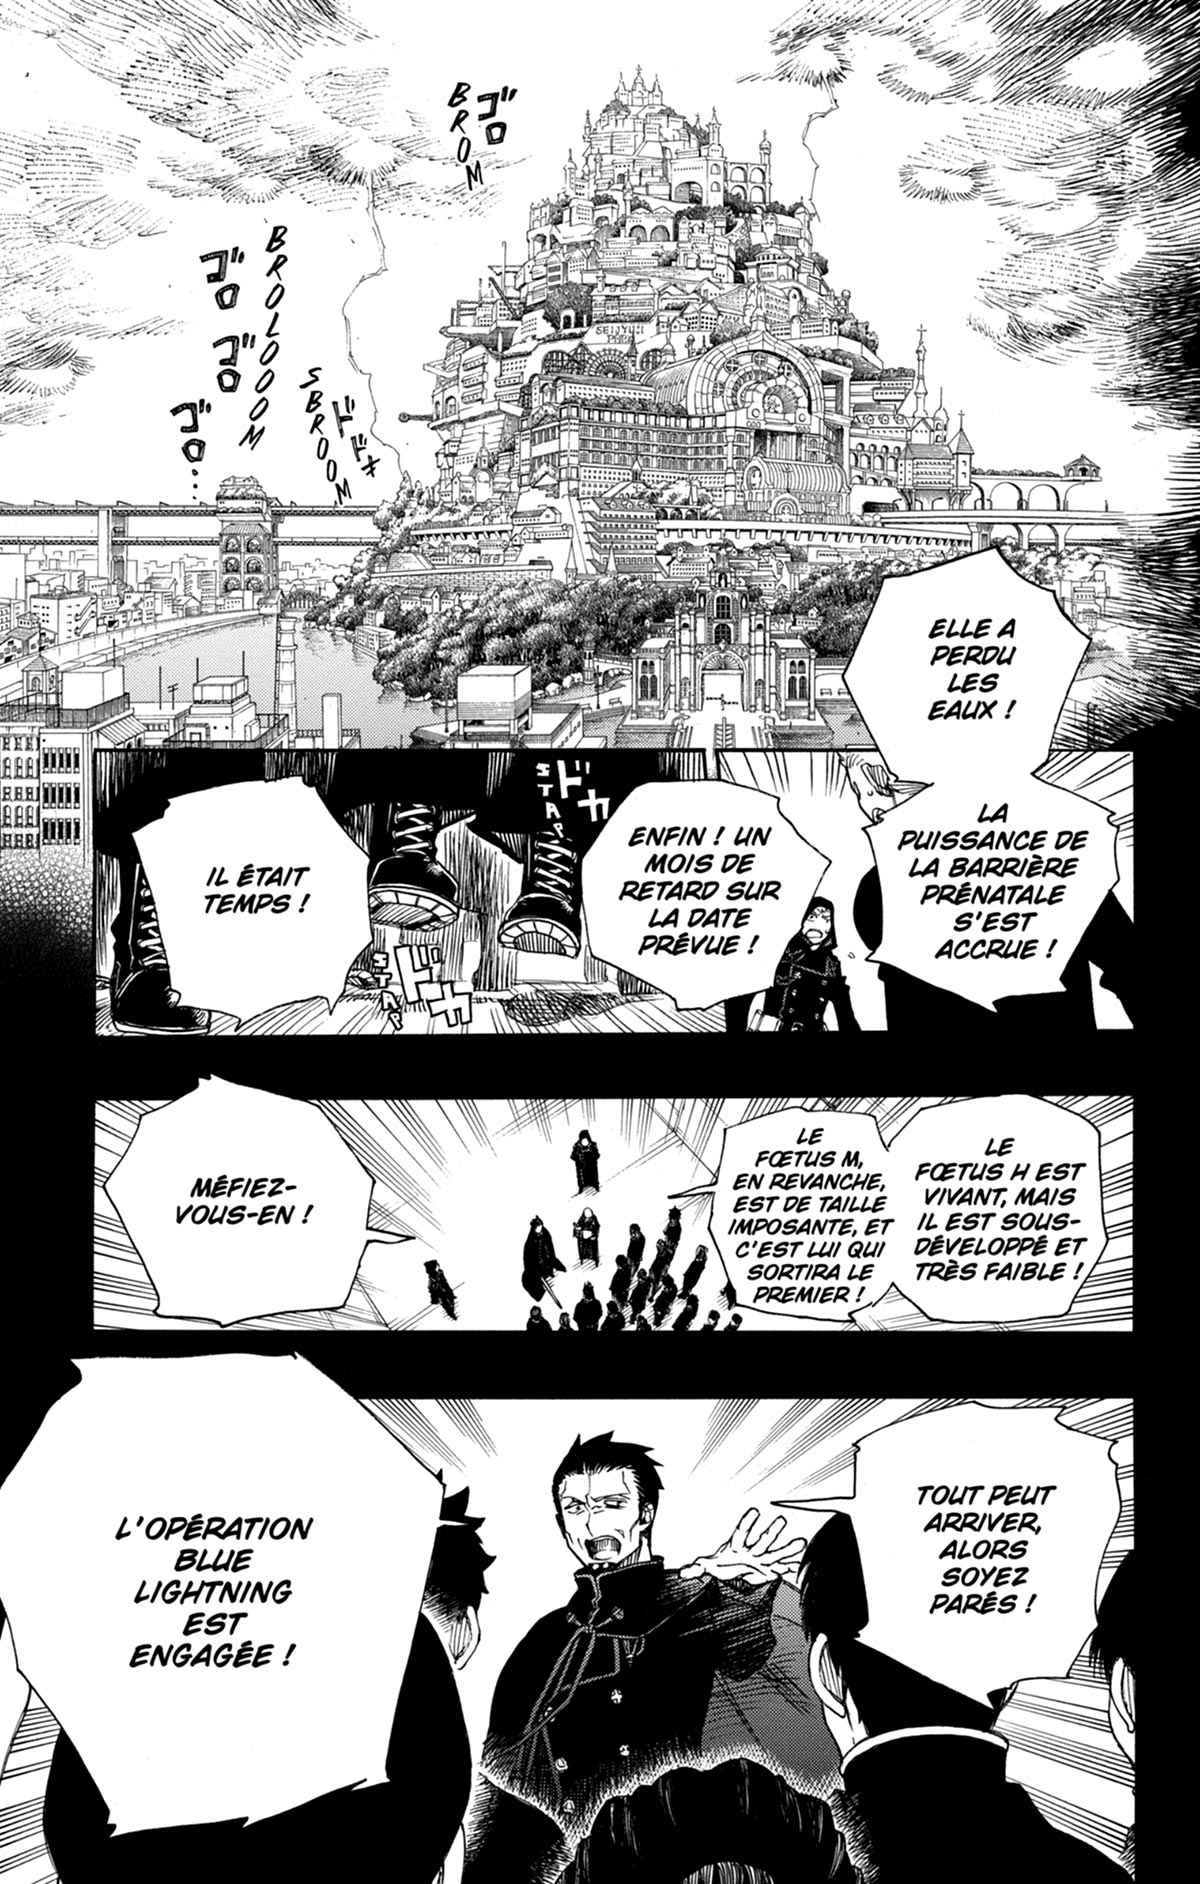 ゴロ
BROM
ゴロ
ゴロ
ゴロ...
BROLOOOOM
ドドォ
SBROOM
SEIJYUJI
ELLE A
PERDU
LES
EAUX !
LA
PUISSANCE DE
LA BARRIÈRE
PRÉNATALE
S'EST
ACCRUE !
ENFIN ! UN
MOIS DE
RETARD SUR
LA DATE
PRÉVUE !
ドカ
STAP
ドカ
STAP
IL ÉTAIT
TEMPS !
LE
FŒTUS H EST
VIVANT, MAIS
IL EST SOUS-
DÉVELOPPÉ ET
TRÈS FAIBLE !
LE
FŒTUS M,
EN REVANCHE,
EST DE TAILLE
IMPOSANTE, ET
C'EST LUI QUI
SORTIRA LE
PREMIER !
MÉFIEZ-
VOUS-EN !
TOUT PEUT
ARRIVER,
ALORS
SOYEZ
PARÉS !
L'OPÉRATION
BLUE
LIGHTNING
EST
ENGAGÉE !